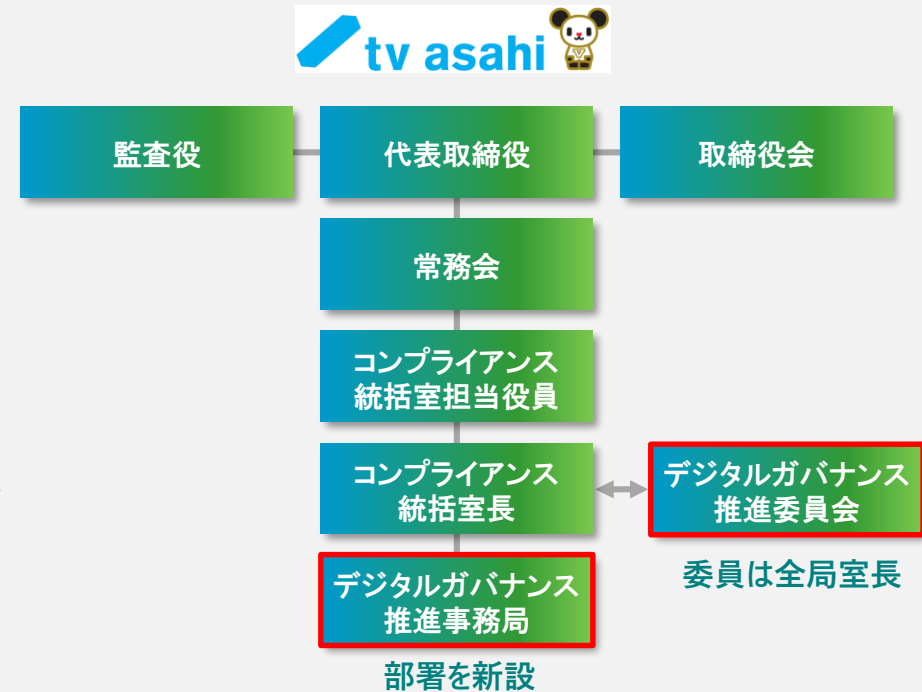 tv asahi
監査役
代表取締役
取締役会
常務会
コンプライアンス
統括室担当役員
コンプライアンス
統括室長
デジタルガバナンス
推進委員会
委員は全局室長
デジタルガバナンス
推進事務局
部署を新設